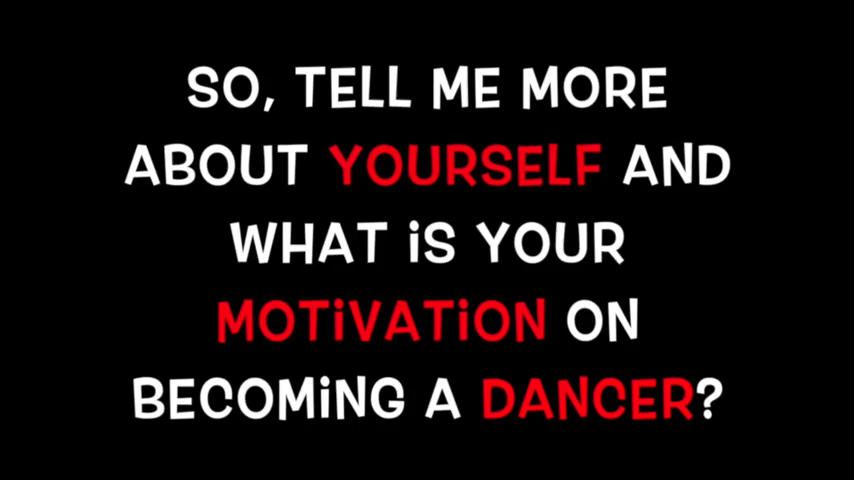 SO, TELL ME MORE
ABOUT YOURSELF AND
WHAT iS YOUR
MOTiVATiON ON
BECOMiNG A DANCER?